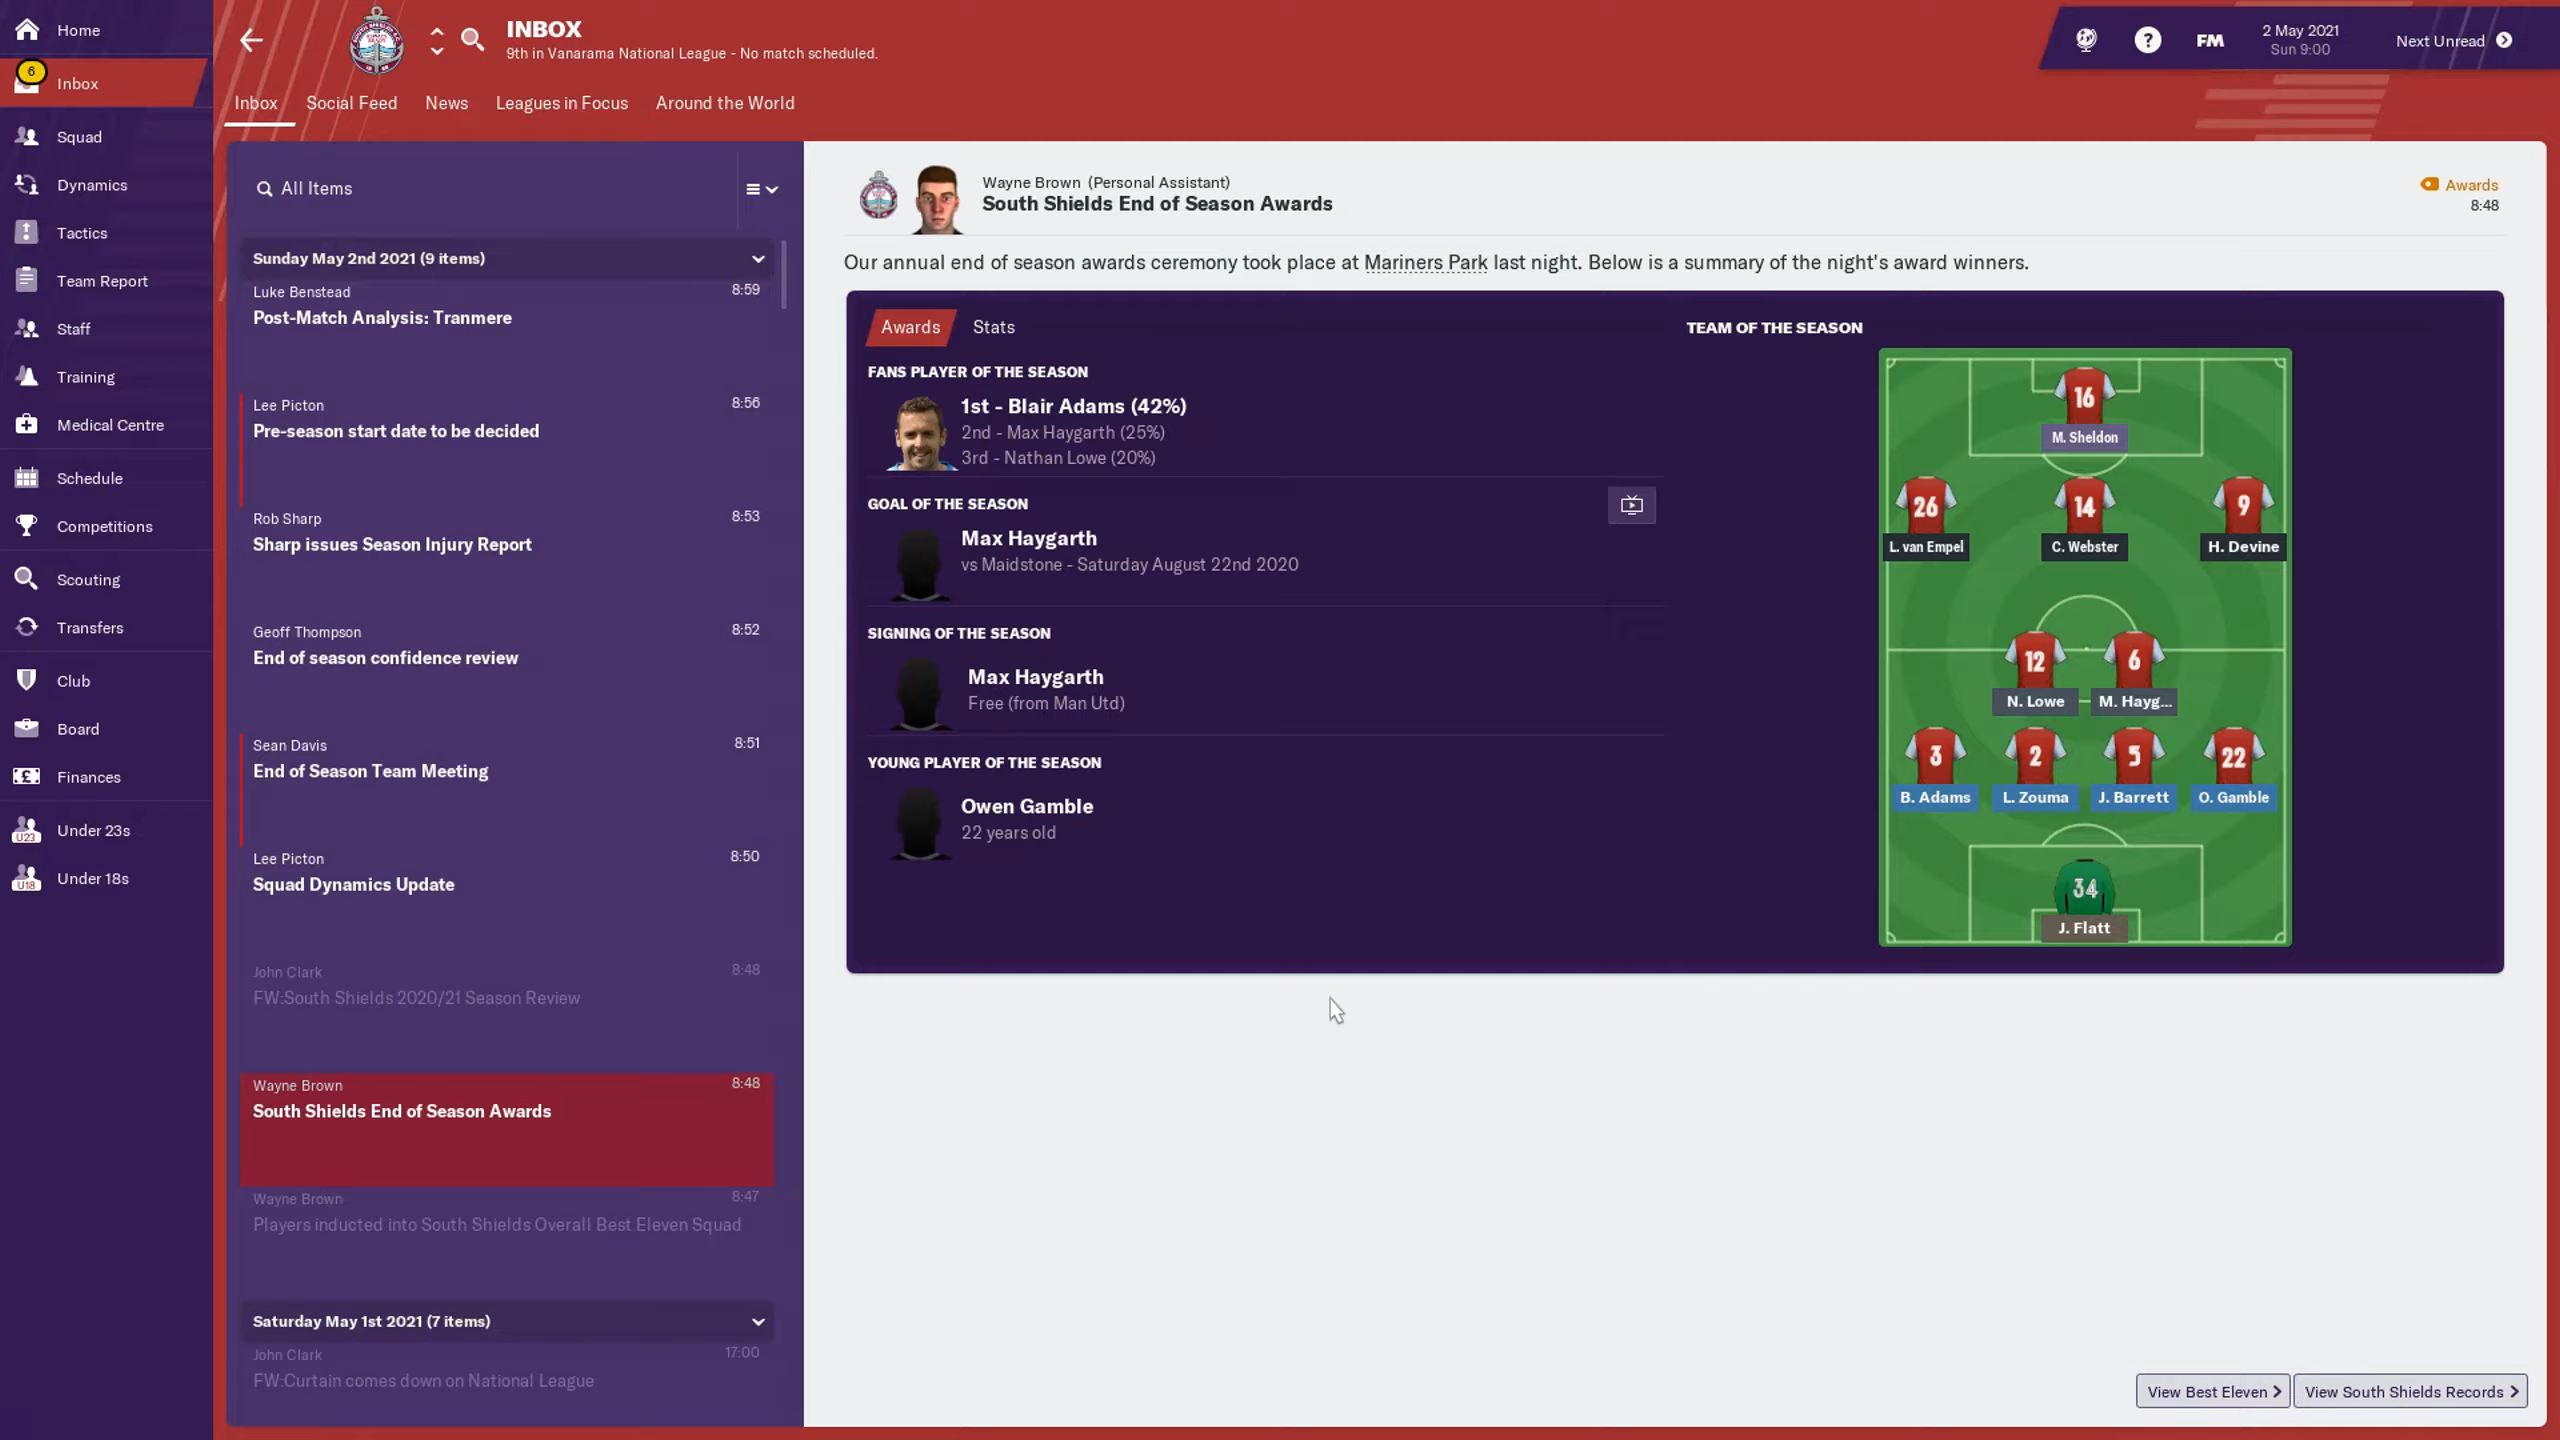 Home
6
Inbox
Squad
Dynamics
Tactics
Team Report
Staff
Training
Medical Centre
Schedule
Competitions
Scouting
Transfers
Club
Board
Finances
U23
Under 23s
U18
Under 18s
INBOX
9th in Vanarama National League - No match scheduled.
FM
2 May 2021
Sun 9:00
Next Unread
Inbox
Social Feed
News
Leagues in Focus
Around the World
All Items
Sunday May 2nd 2021 (9 items)
Luke Benstead
8:59
Post-Match Analysis: Tranmere
Lee Picton
8:56
Pre-season start date to be decided
Rob Sharp
8:53
Sharp issues Season Injury Report
Geoff Thompson
8:52
End of season confidence review
Sean Davis
8:51
End of Season Team Meeting
Lee Picton
8:50
Squad Dynamics Update
John Clark
8:48
FW:South Shields 2020/21 Season Review
Wayne Brown
8:48
South Shields End of Season Awards
Wayne Brown
8:47
Players inducted into South Shields Overall Best Eleven Squad
Saturday May 1st 2021 (7 items)
John Clark
17:00
FW:Curtain comes down on National League
Wayne Brown (Personal Assistant)
South Shields End of Season Awards
Awards
8:48
Our annual end of season awards ceremony took place at Mariners Park last night. Below is a summary of the night's award winners.
Awards
Stats
FANS PLAYER OF THE SEASON
1st - Blair Adams (42%)
2nd - Max Haygarth (25%)
3rd - Nathan Lowe (20%)
GOAL OF THE SEASON
Max Haygarth
vs Maidstone - Saturday August 22nd 2020
SIGNING OF THE SEASON
Max Haygarth
Free (from Man Utd)
YOUNG PLAYER OF THE SEASON
Owen Gamble
22 years old
TEAM OF THE SEASON
16
M. Sheldon
26
14
9
L. van Empel
C. Webster
H. Devine
12
6
N. Lowe
M. Hayg...
3
2
5
22
B. Adams
L. Zouma
J. Barrett
O. Gamble
34
J. Flatt
View Best Eleven
View South Shields Records